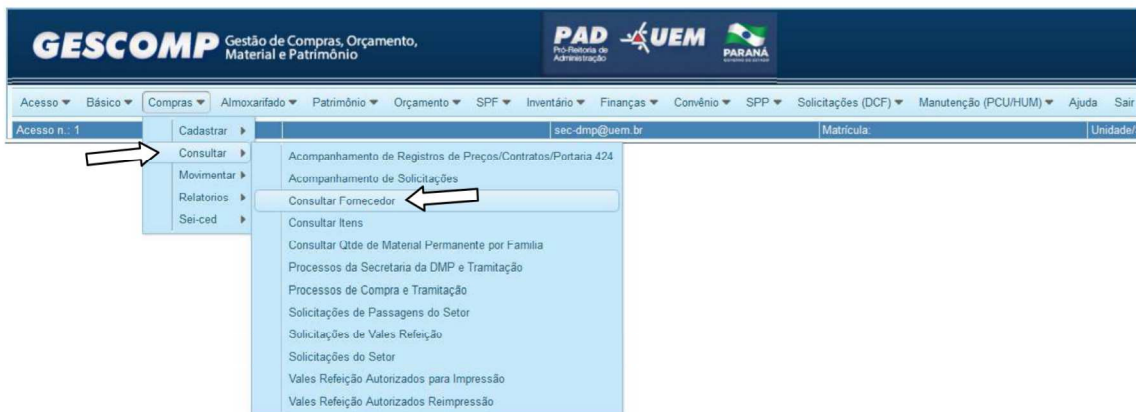 GESCOMP Gestão de Compras, Orçamento,
Material e Patrimônio
PAD
Pró-Reitoria de
Administração
UEM
PARANÁ
GOVERNO DO ESTADO
Acesso Básico Compras Almoxarifado Patrimônio Orçamento SPF Inventário Finanças Convênio SPP Solicitações (DCF) Manutenção (PCU/HUM) Ajuda Sair
Acesso n.: 1 sec-dmp@uem.br Matrícula: Unidade/
Cadastrar
Consultar
Movimentar
Relatorios
Sei-ced
Acompanhamento de Registros de Preços/Contratos/Portaria 424
Acompanhamento de Solicitações
Consultar Fornecedor
Consultar Itens
Consultar Qtde de Material Permanente por Familia
Processos da Secretaria da DMP e Tramitação
Processos de Compra e Tramitação
Solicitações de Passagens do Setor
Solicitações de Vales Refeição
Solicitações do Setor
Vales Refeição Autorizados para Impressão
Vales Refeição Autorizados Reimpressão